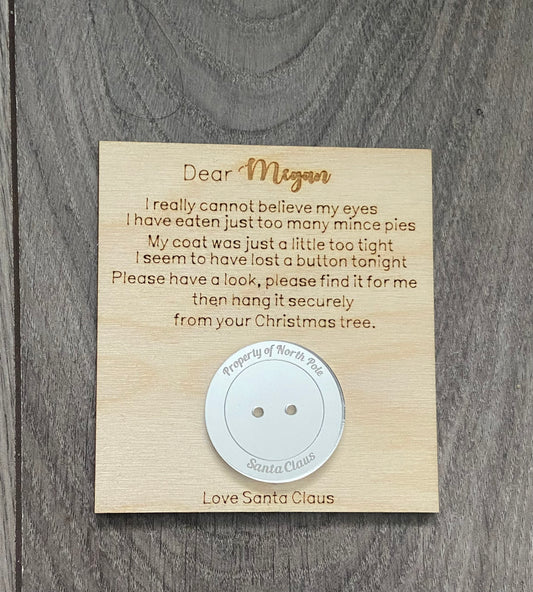 Dear Megan
I really cannot believe my eyes
I have eaten just too many mince pies
My coat was just a little too tight
I seem to have lost a button tonight
Please have a look, please find it for me
then hang it securely
from your Christmas tree.
Property of North Pole
Santa Claus
Love Santa Claus